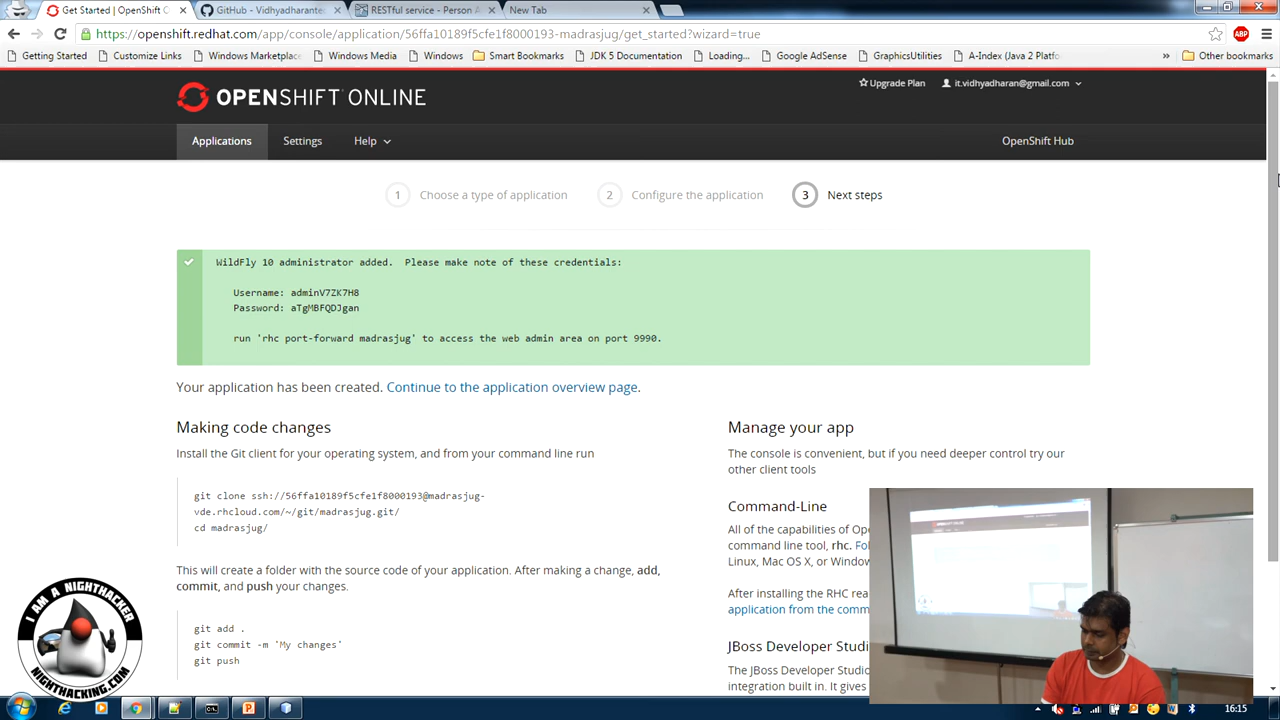 Get Started | OpenShift O
GitHub - Vidhyadharante
RESTful service - Person A
New Tab
https://openshift.redhat.com/app/console/application/56ffa10189f5cfe1f8000193-madrasjug/get_started?wizard=true
ABP
Getting Started
Customize Links
Windows Marketplace
Windows Media
Windows
Smart Bookmarks
JDK 5 Documentation
Loading...
Google AdSense
GraphicsUtilities
A-Index (Java 2 Platfo
»
Other bookmarks
OPENSHIFT ONLINE
Upgrade Plan
it.vidhyadharan@gmail.com
Applications
Settings
Help
OpenShift Hub
1 Choose a type of application
2 Configure the application
3 Next steps
WildFly 10 administrator added. Please make note of these credentials:
Username: adminV7ZK7H8
Password: aTgMBFQDJgan
run 'rhc port-forward madrasjug' to access the web admin area on port 9990.
Your application has been created. Continue to the application overview page.
Making code changes
Install the Git client for your operating system, and from your command line run
git clone ssh://56ffa10189f5cfe1f8000193@madrasjug-
vde.rhcloud.com/~/git/madrasjug.git/
cd madrasjug/
This will create a folder with the source code of your application. After making a change, add,
commit, and push your changes.
git add .
git commit -m 'My changes'
git push
Manage your app
The console is convenient, but if you need deeper control try our
other client tools
Command-Line
All of the capabilities of Op
command line tool, rhc. Fo
Linux, Mac OS X, or Window
After installing the RHC rea
application from the comm
JBoss Developer Studi
The JBoss Developer Studio
integration built in. It gives
I AM A NIGHTHACKER
NIGHTHACKING.COM
16:15